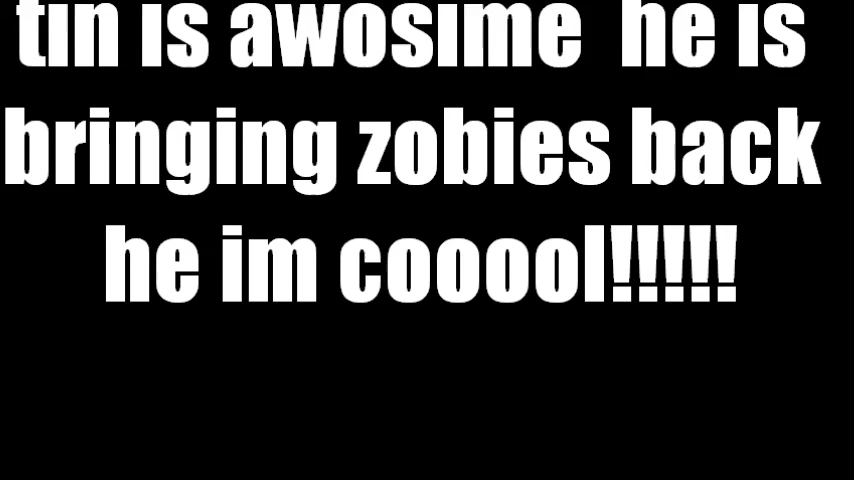 tin is awosime he is
bringing zobies back
he im cooool!!!!!